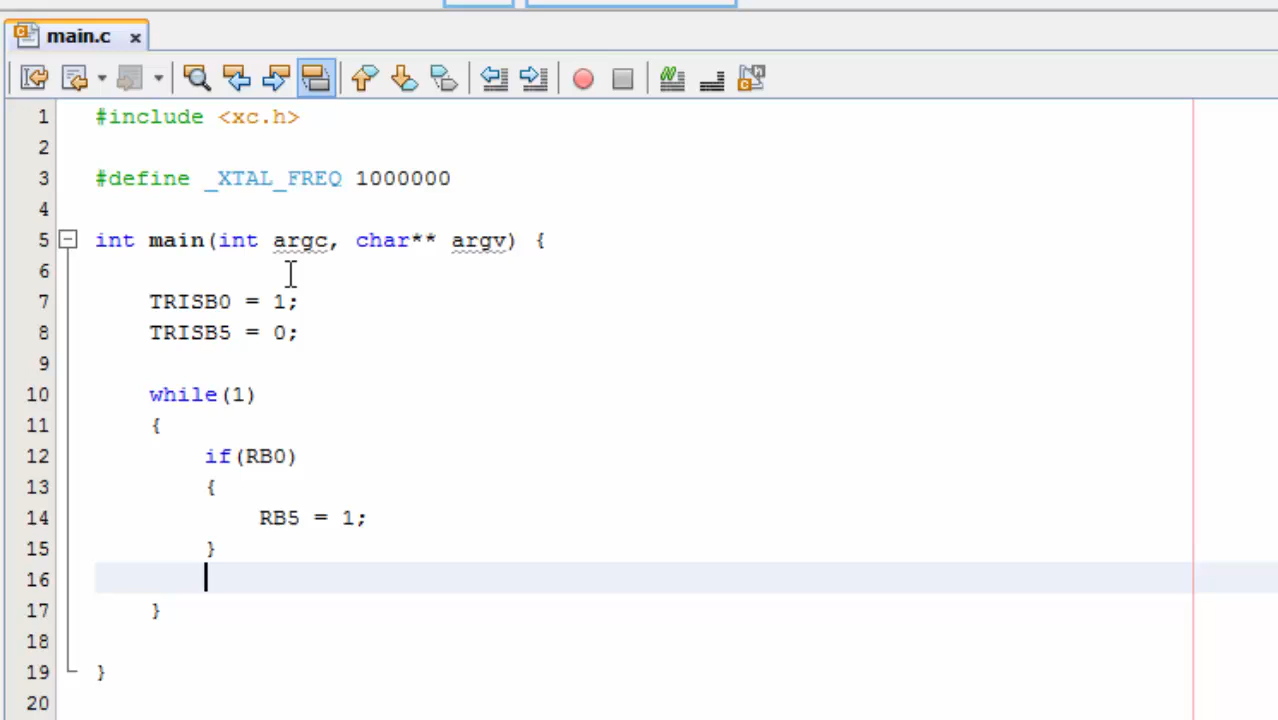 main.c
1 #include <xc.h>
2
3 #define _XTAL_FREQ 1000000
4
5 int main(int argc, char** argv) {
6
7 TRISB0 = 1;
8 TRISB5 = 0;
9
10 while(1)
11 {
12 if(RB0)
13 {
14 RB5 = 1;
15 }
16
17 }
18
19 }
20